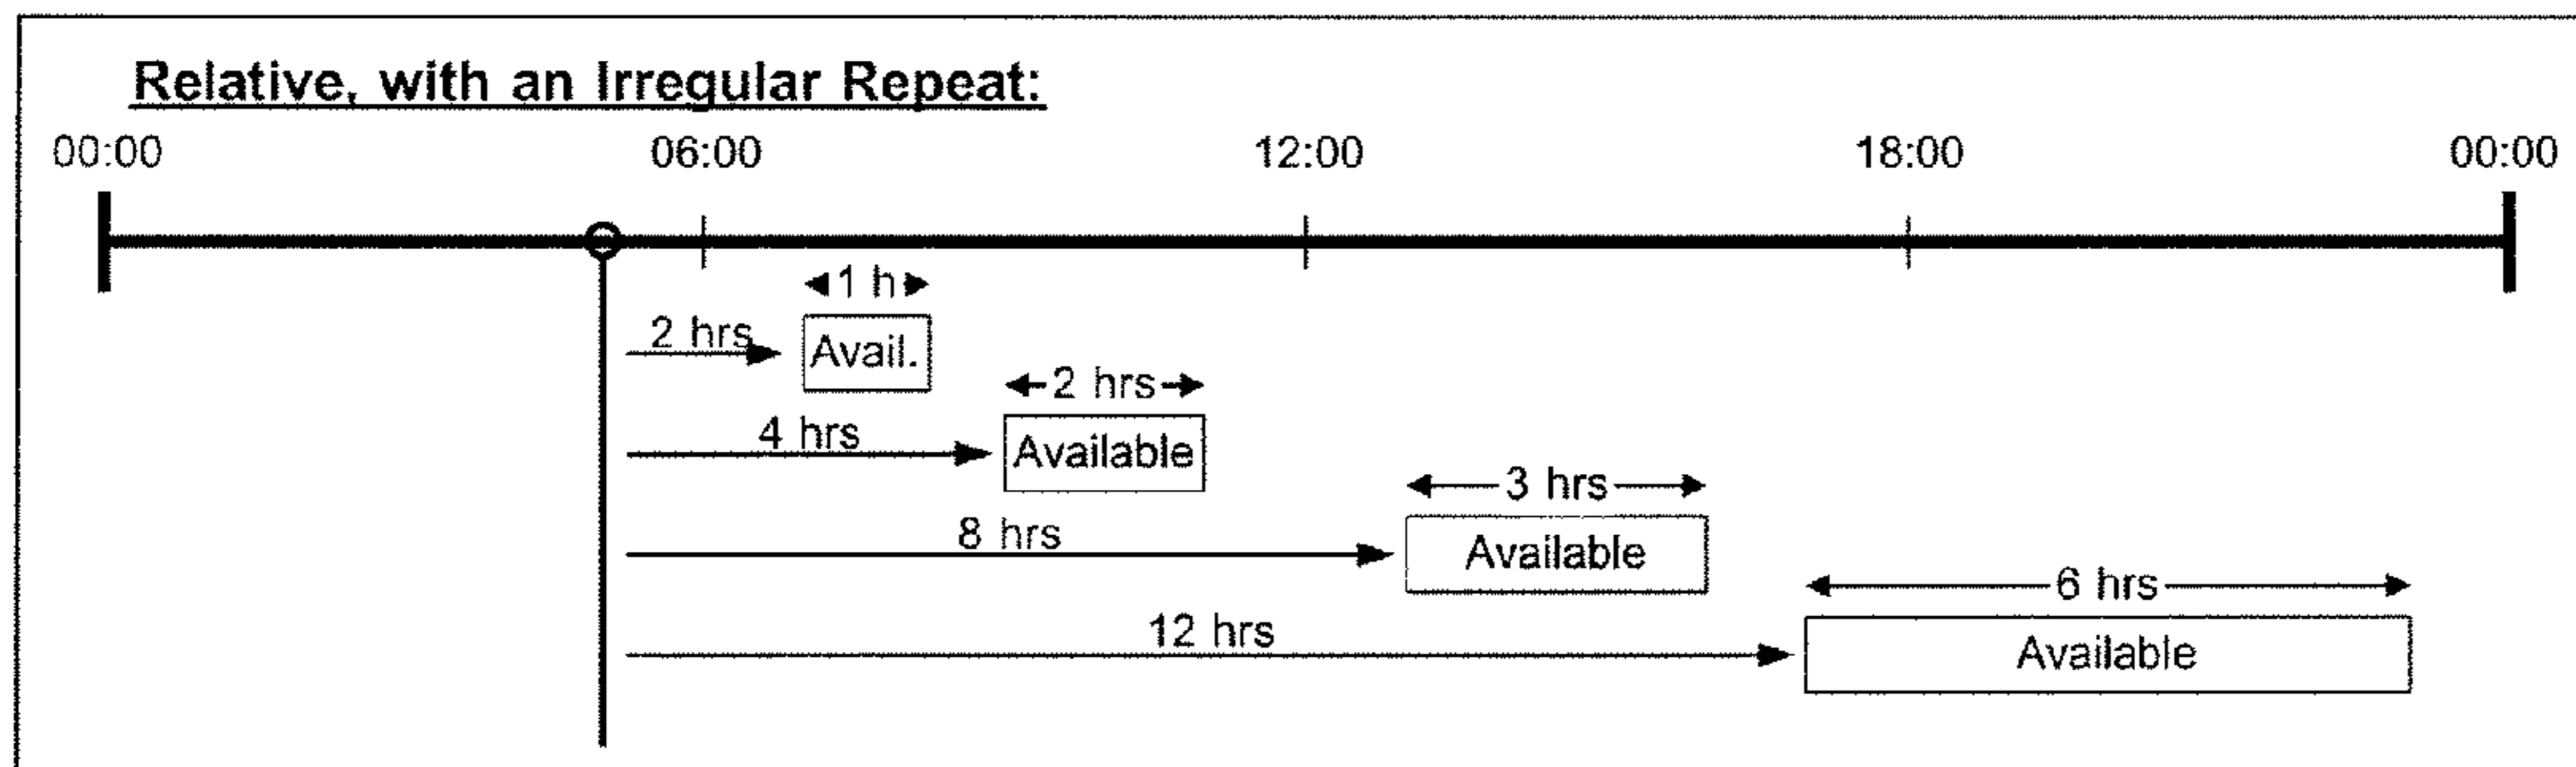 Relative, with an Irregular Repeat:
00:00 06:00 12:00 18:00 00:00
1 h
2 hrs Avail.
2 hrs
4 hrs Available
3 hrs
8 hrs Available
6 hrs
12 hrs Available